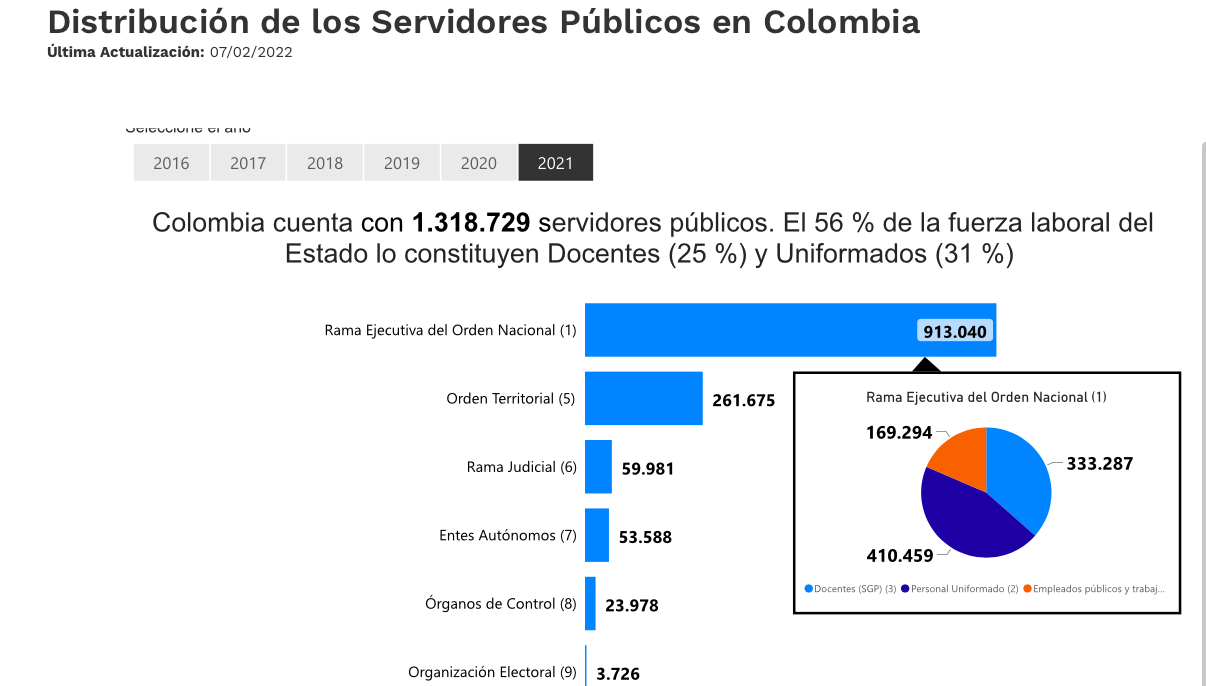 Distribución de los Servidores Públicos en Colombia
Última Actualización: 07/02/2022
Seleccione el año
2016 2017 2018 2019 2020 2021
Colombia cuenta con 1.318.729 servidores públicos. El 56 % de la fuerza laboral del
Estado lo constituyen Docentes (25 %) y Uniformados (31 %)
Rama Ejecutiva del Orden Nacional (1) 913.040
Orden Territorial (5) 261.675
Rama Judicial (6) 59.981
Entes Autónomos (7) 53.588
Órganos de Control (8) 23.978
Organización Electoral (9) 3.726
Rama Ejecutiva del Orden Nacional (1)
169.294
333.287
410.459
Docentes (SGP) (3) Personal Uniformado (2) Empleados públicos y trabaj...